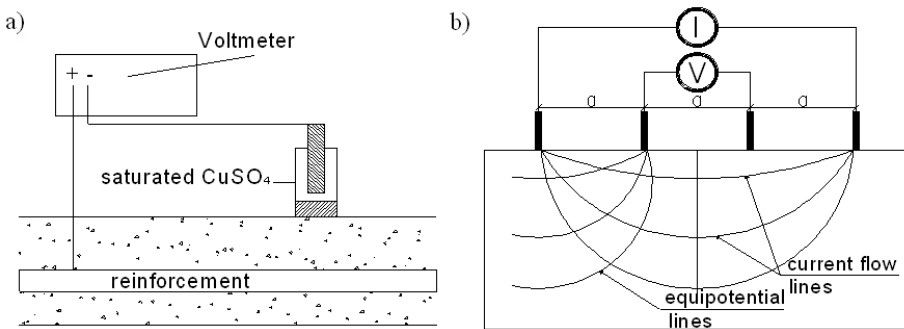 a)
Voltmeter
+ -
saturated CuSO₄
reinforcement
b)
I
V
a a a
current flow
lines
equipotential
lines